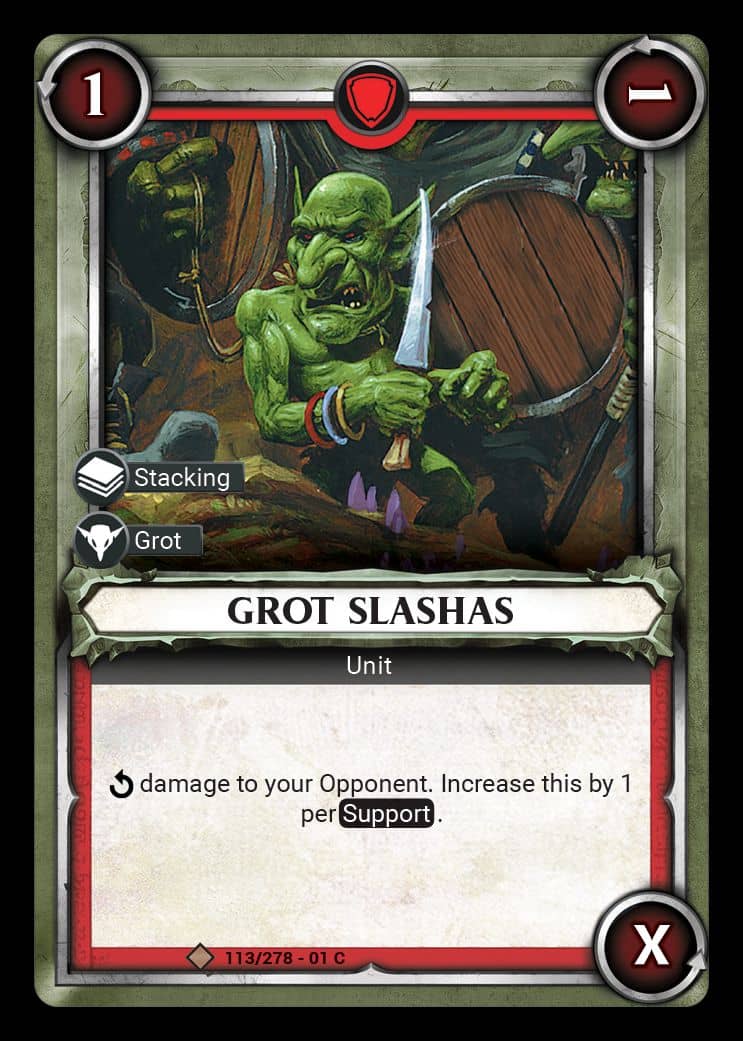 1
1
Stacking
Grot
GROT SLASHAS
Unit
damage to your Opponent. Increase this by 1
per Support.
113/278 - 01 C
X